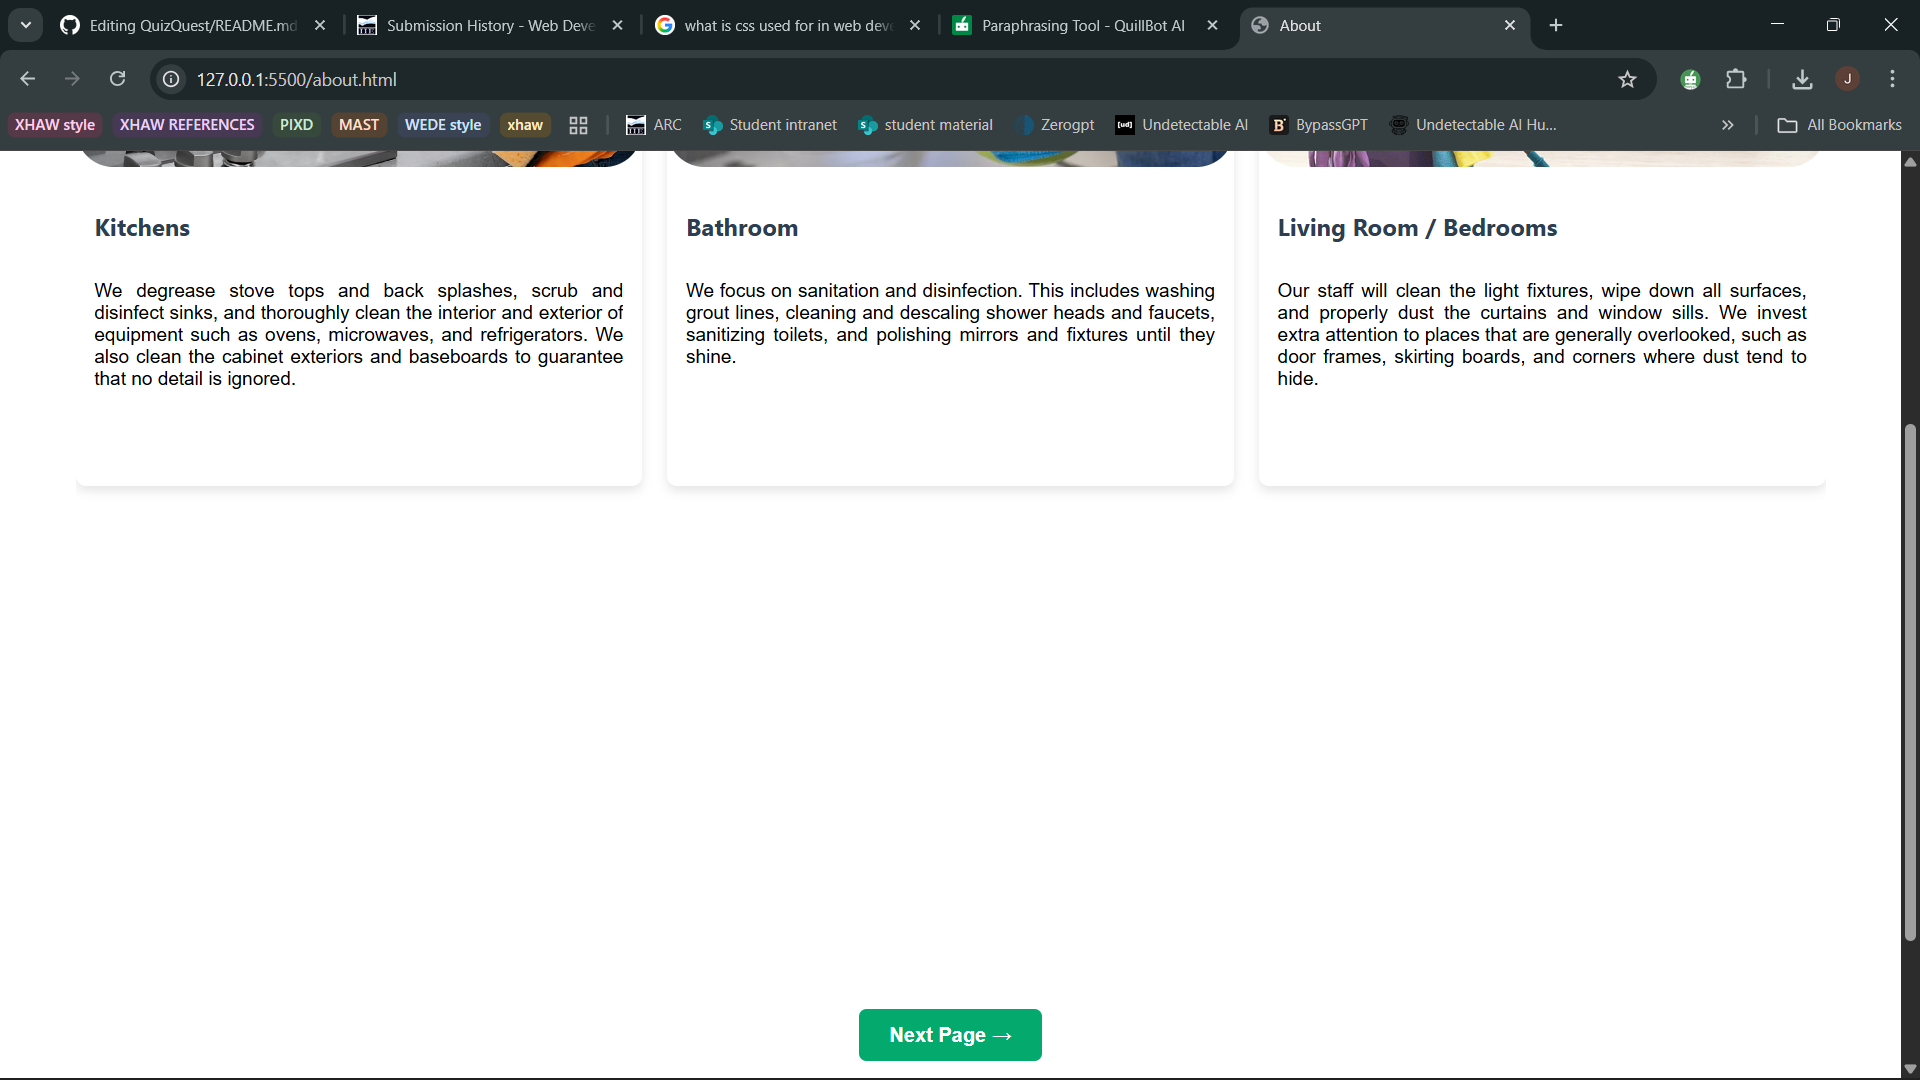 Editing QuizQuest/README.md
Submission History - Web Deve
what is css used for in web deve
Paraphrasing Tool - QuillBot AI
About
127.0.0.1:5500/about.html
J
XHAW style
XHAW REFERENCES
PIXD
MAST
WEDE style
xhaw
ARC
Student intranet
student material
Zerogpt
[ud] Undetectable AI
B BypassGPT
Undetectable AI Hu...
»
All Bookmarks
Kitchens
We degrease stove tops and back splashes, scrub and
disinfect sinks, and thoroughly clean the interior and exterior of
equipment such as ovens, microwaves, and refrigerators. We
also clean the cabinet exteriors and baseboards to guarantee
that no detail is ignored.
Bathroom
We focus on sanitation and disinfection. This includes washing
grout lines, cleaning and descaling shower heads and faucets,
sanitizing toilets, and polishing mirrors and fixtures until they
shine.
Living Room / Bedrooms
Our staff will clean the light fixtures, wipe down all surfaces,
and properly dust the curtains and window sills. We invest
extra attention to places that are generally overlooked, such as
door frames, skirting boards, and corners where dust tend to
hide.
Next Page →